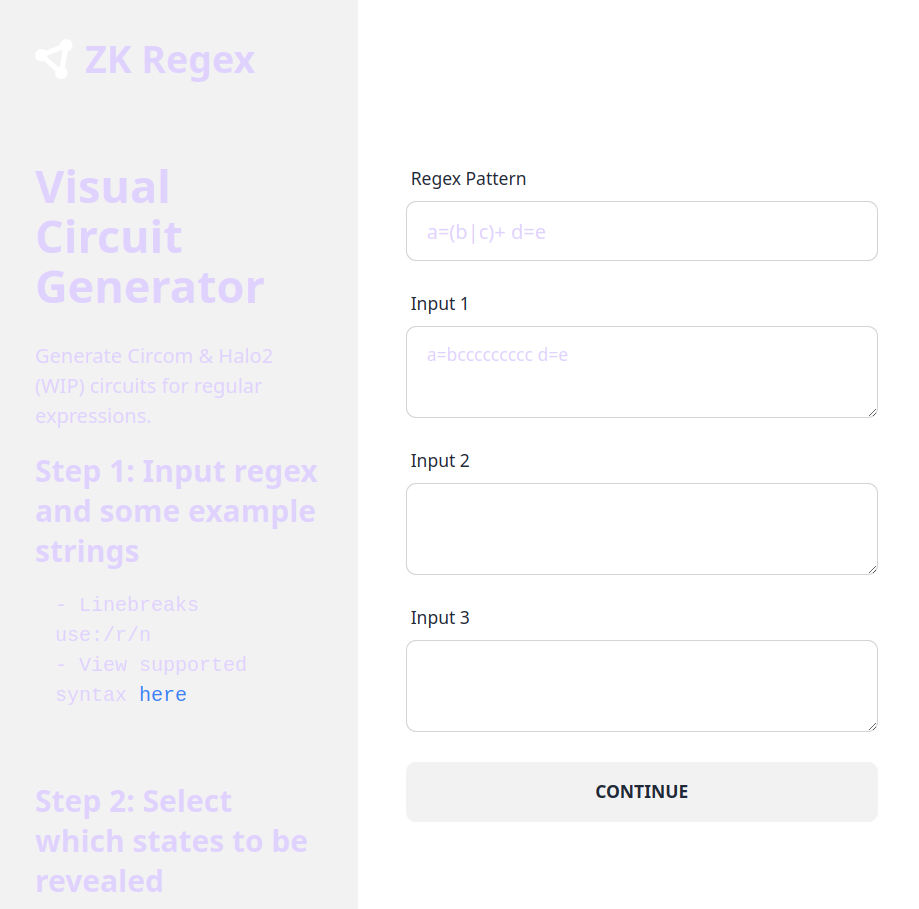 ZK Regex
Visual
Circuit
Generator
Generate Circom & Halo2
(WIP) circuits for regular
expressions.
Step 1: Input regex
and some example
strings
- Linebreaks
use:/r/n
- View supported
syntax here
Step 2: Select
which states to be
revealed
Regex Pattern
a=(b|c)+ d=e
Input 1
a=bccccccccc d=e
Input 2
Input 3
CONTINUE